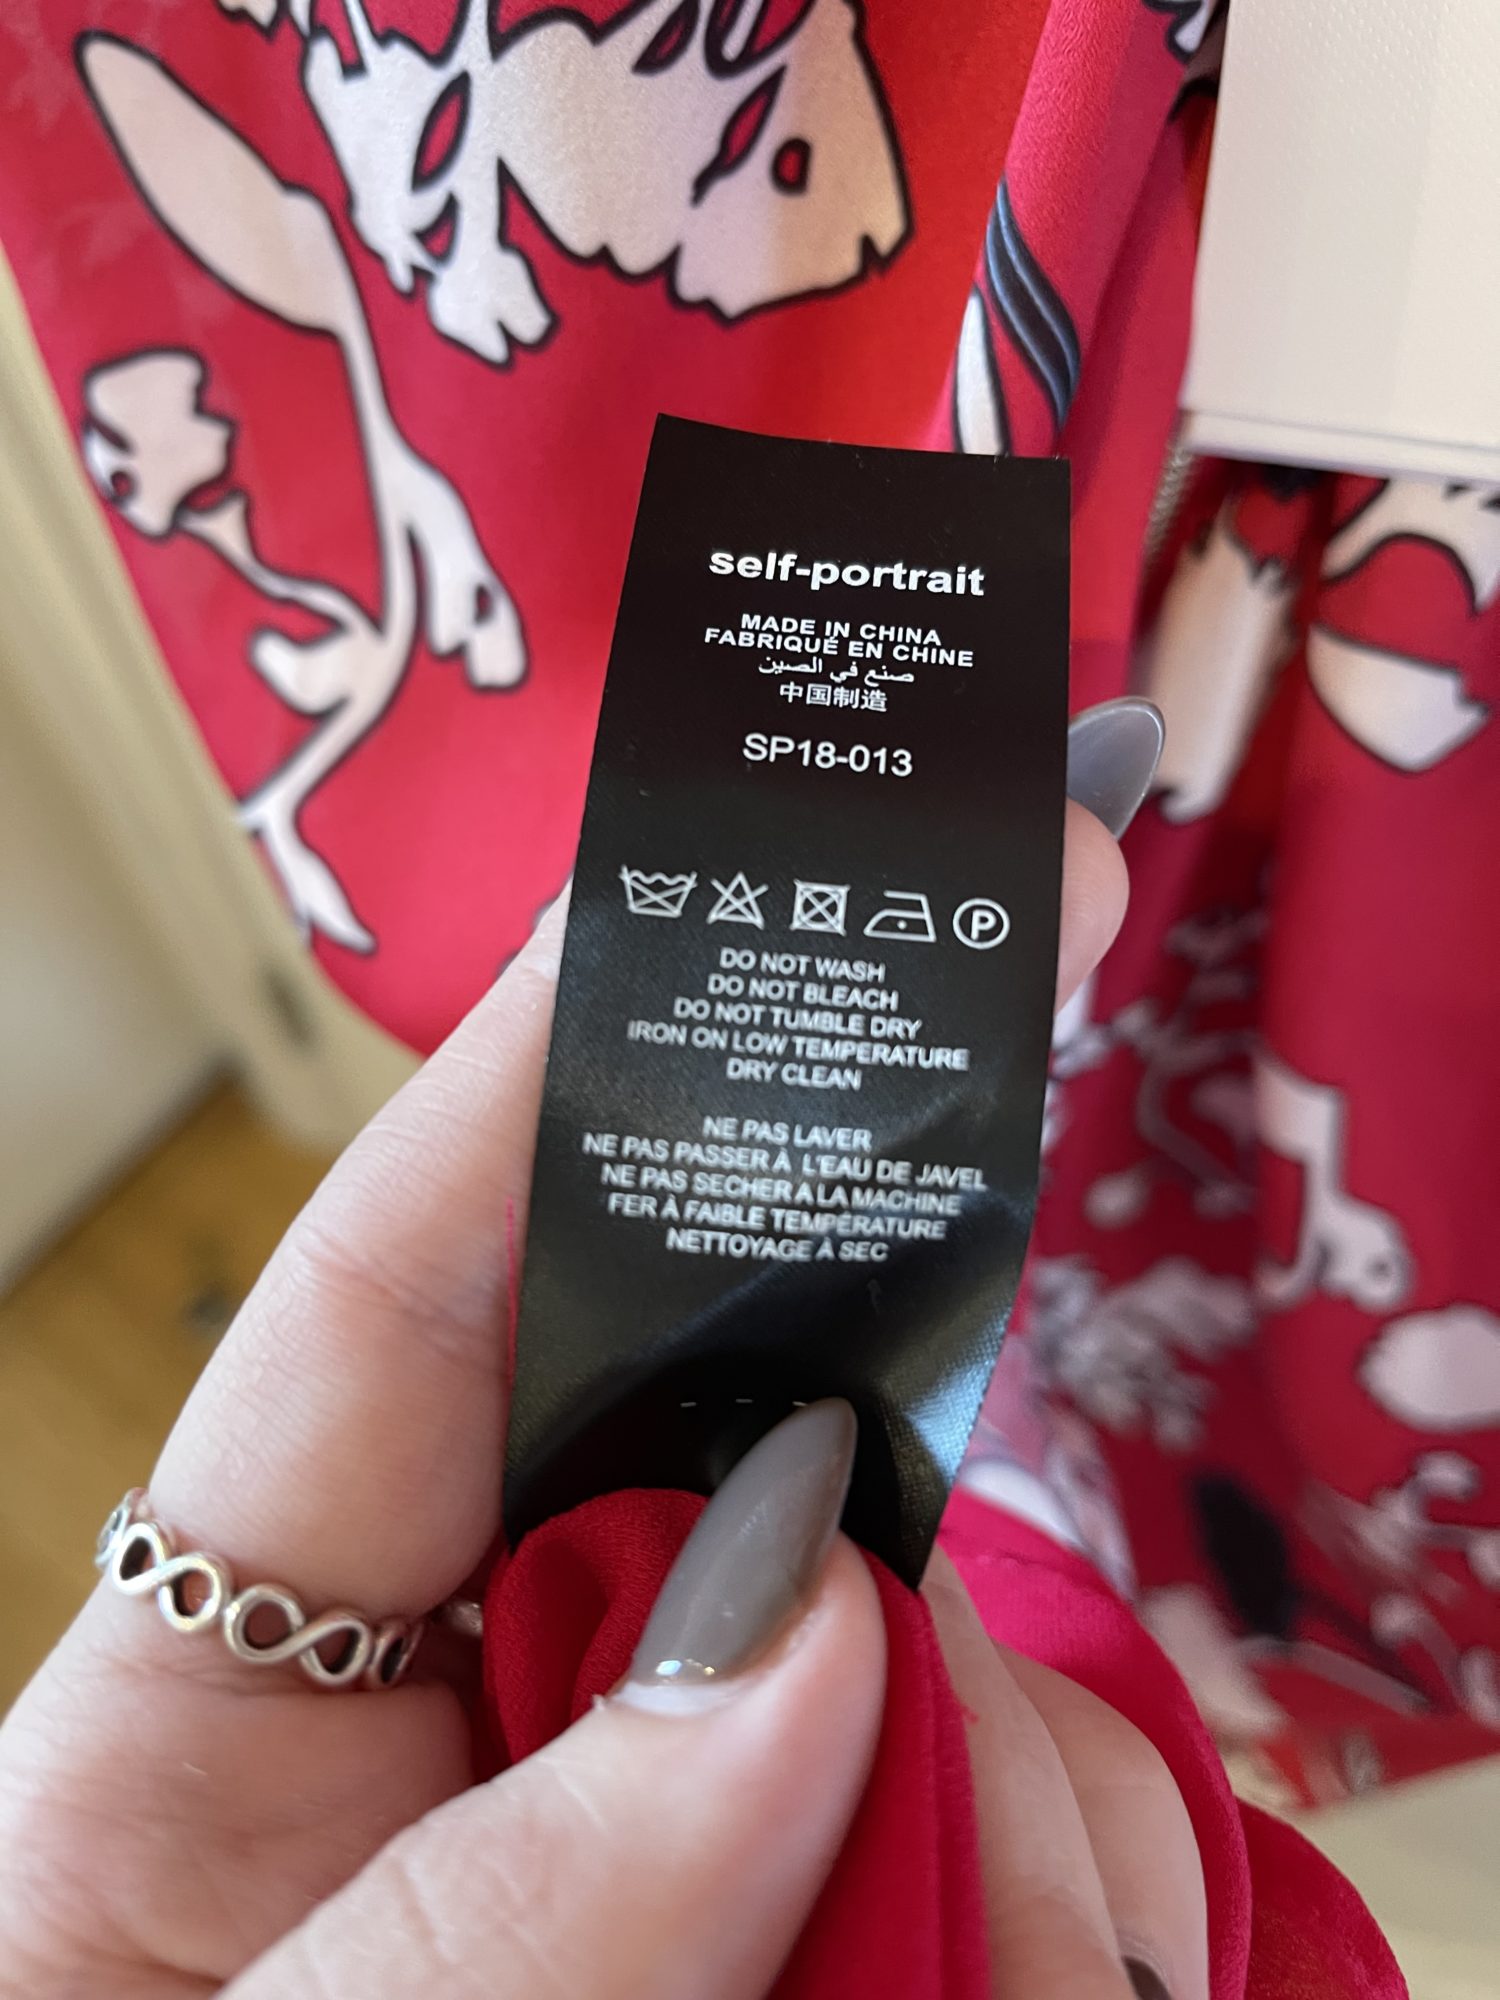 self-portrait
MADE IN CHINA
FABRIQUÉ EN CHINE
صنع في الصين
中国制造
SP18-013
P
DO NOT WASH
DO NOT BLEACH
DO NOT TUMBLE DRY
IRON ON LOW TEMPERATURE
DRY CLEAN
NE PAS LAVER
NE PAS PASSER À L'EAU DE JAVEL
NE PAS SECHER A LA MACHINE
FER À FAIBLE TEMPÉRATURE
NETTOYAGE À SEC